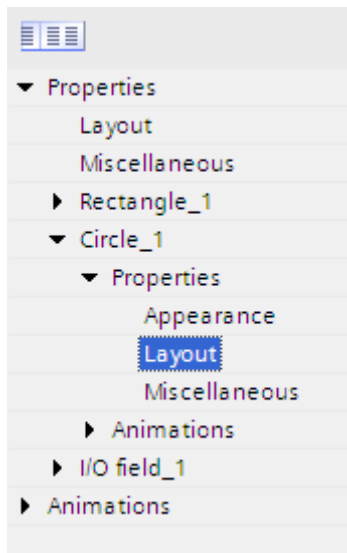 Properties
Layout
Miscellaneous
Rectangle_1
Circle_1
Properties
Appearance
Layout
Miscellaneous
Animations
I/O field_1
Animations